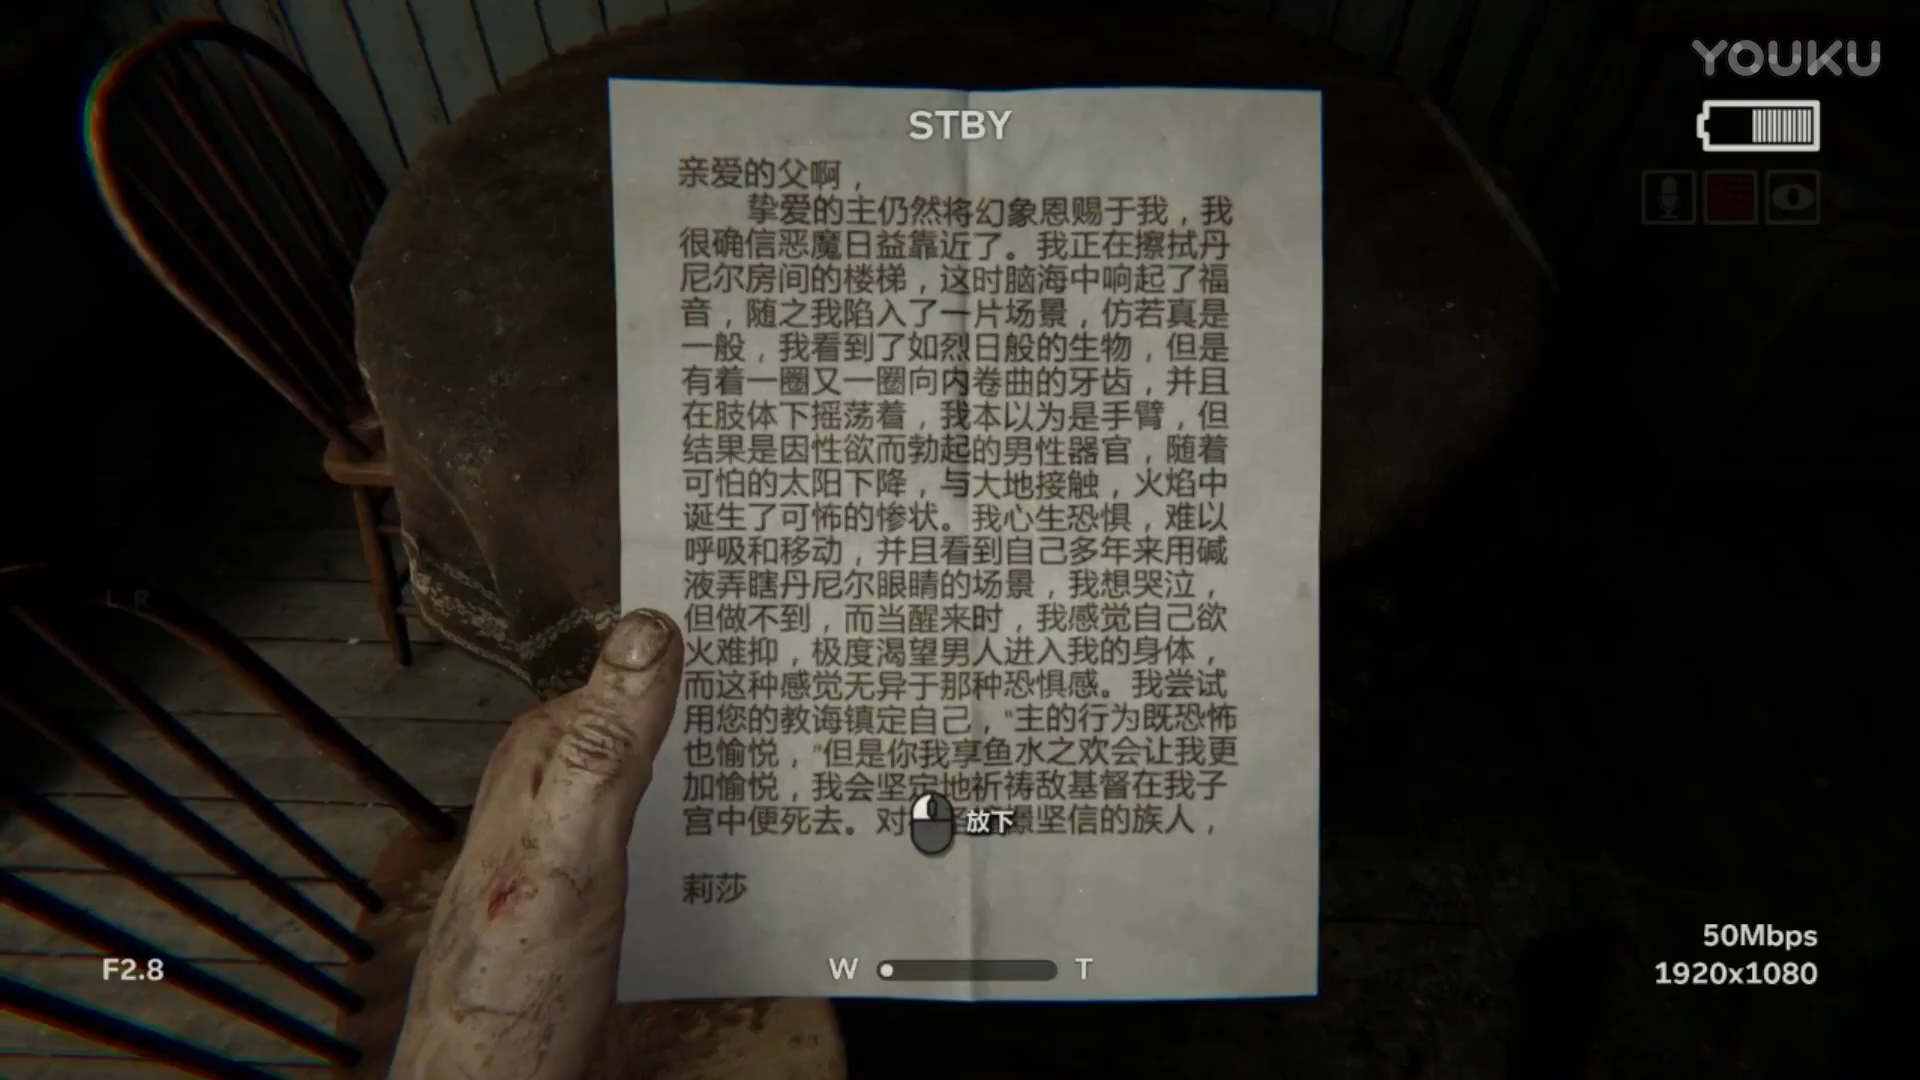 YOUKU
STBY
亲爱的父啊，
挚爱的主仍然将幻象恩赐于我，我
很确信恶魔日益靠近了。我正在擦拭丹
尼尔房间的楼梯，这时脑海中响起了福
音，随之我陷入了一片场景，仿若真是
一般，我看到了如烈日般的生物，但是
有着一圈又一圈向内卷曲的牙齿，并且
在肢体下摇荡着，我本以为是手臂，但
结果是因性欲而勃起的男性器官，随着
可怕的太阳下降，与大地接触，火焰中
诞生了可怖的惨状。我心生恐惧，难以
呼吸和移动，并且看到自己多年来用碱
液弄瞎丹尼尔眼睛的场景，我想哭泣，
但做不到，而当醒来时，我感觉自己欲
火难抑，极度渴望男人进入我的身体，
而这种感觉无异于那种恐惧感。我尝试
用您的教诲镇定自己，"主的行为既恐怖
也愉悦，"但是你我享鱼水之欢会让我更
加愉悦，我会坚定地祈祷敌基督在我子
宫中便死去。对 景坚信的族人，
放下
莉莎
L R
W T
F2.8
50Mbps
1920x1080